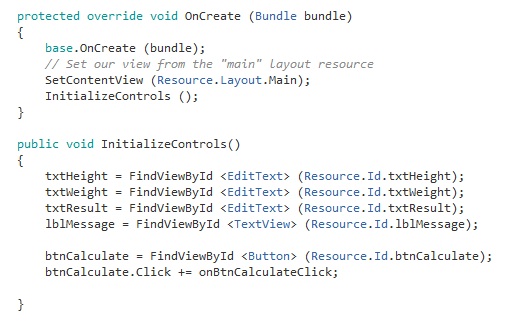 protected override void OnCreate (Bundle bundle)
{
    base.OnCreate (bundle);
    // Set our view from the "main" layout resource
    SetContentView (Resource.Layout.Main);
    InitializeControls ();
}

public void InitializeControls()
{
    txtHeight = FindViewById <EditText> (Resource.Id.txtHeight);
    txtWeight = FindViewById <EditText> (Resource.Id.txtWeight);
    txtResult = FindViewById <EditText> (Resource.Id.txtResult);
    lblMessage = FindViewById <TextView> (Resource.Id.lblMessage);

    btnCalculate = FindViewById <Button> (Resource.Id.btnCalculate);
    btnCalculate.Click += onBtnCalculateClick;

}